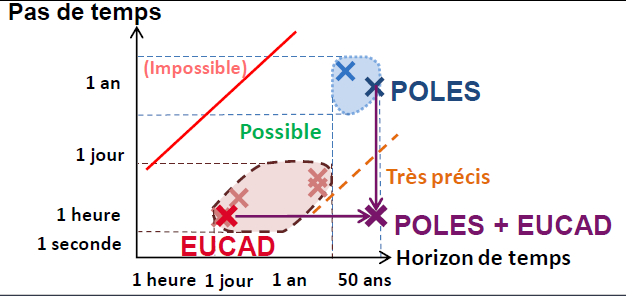 Pas de temps
(Impossible)
1 an
POLES
Possible
1 jour
Très précis
1 heure
POLES + EUCAD
1 seconde
EUCAD
Horizon de temps
1 heure 1 jour 1 an 50 ans